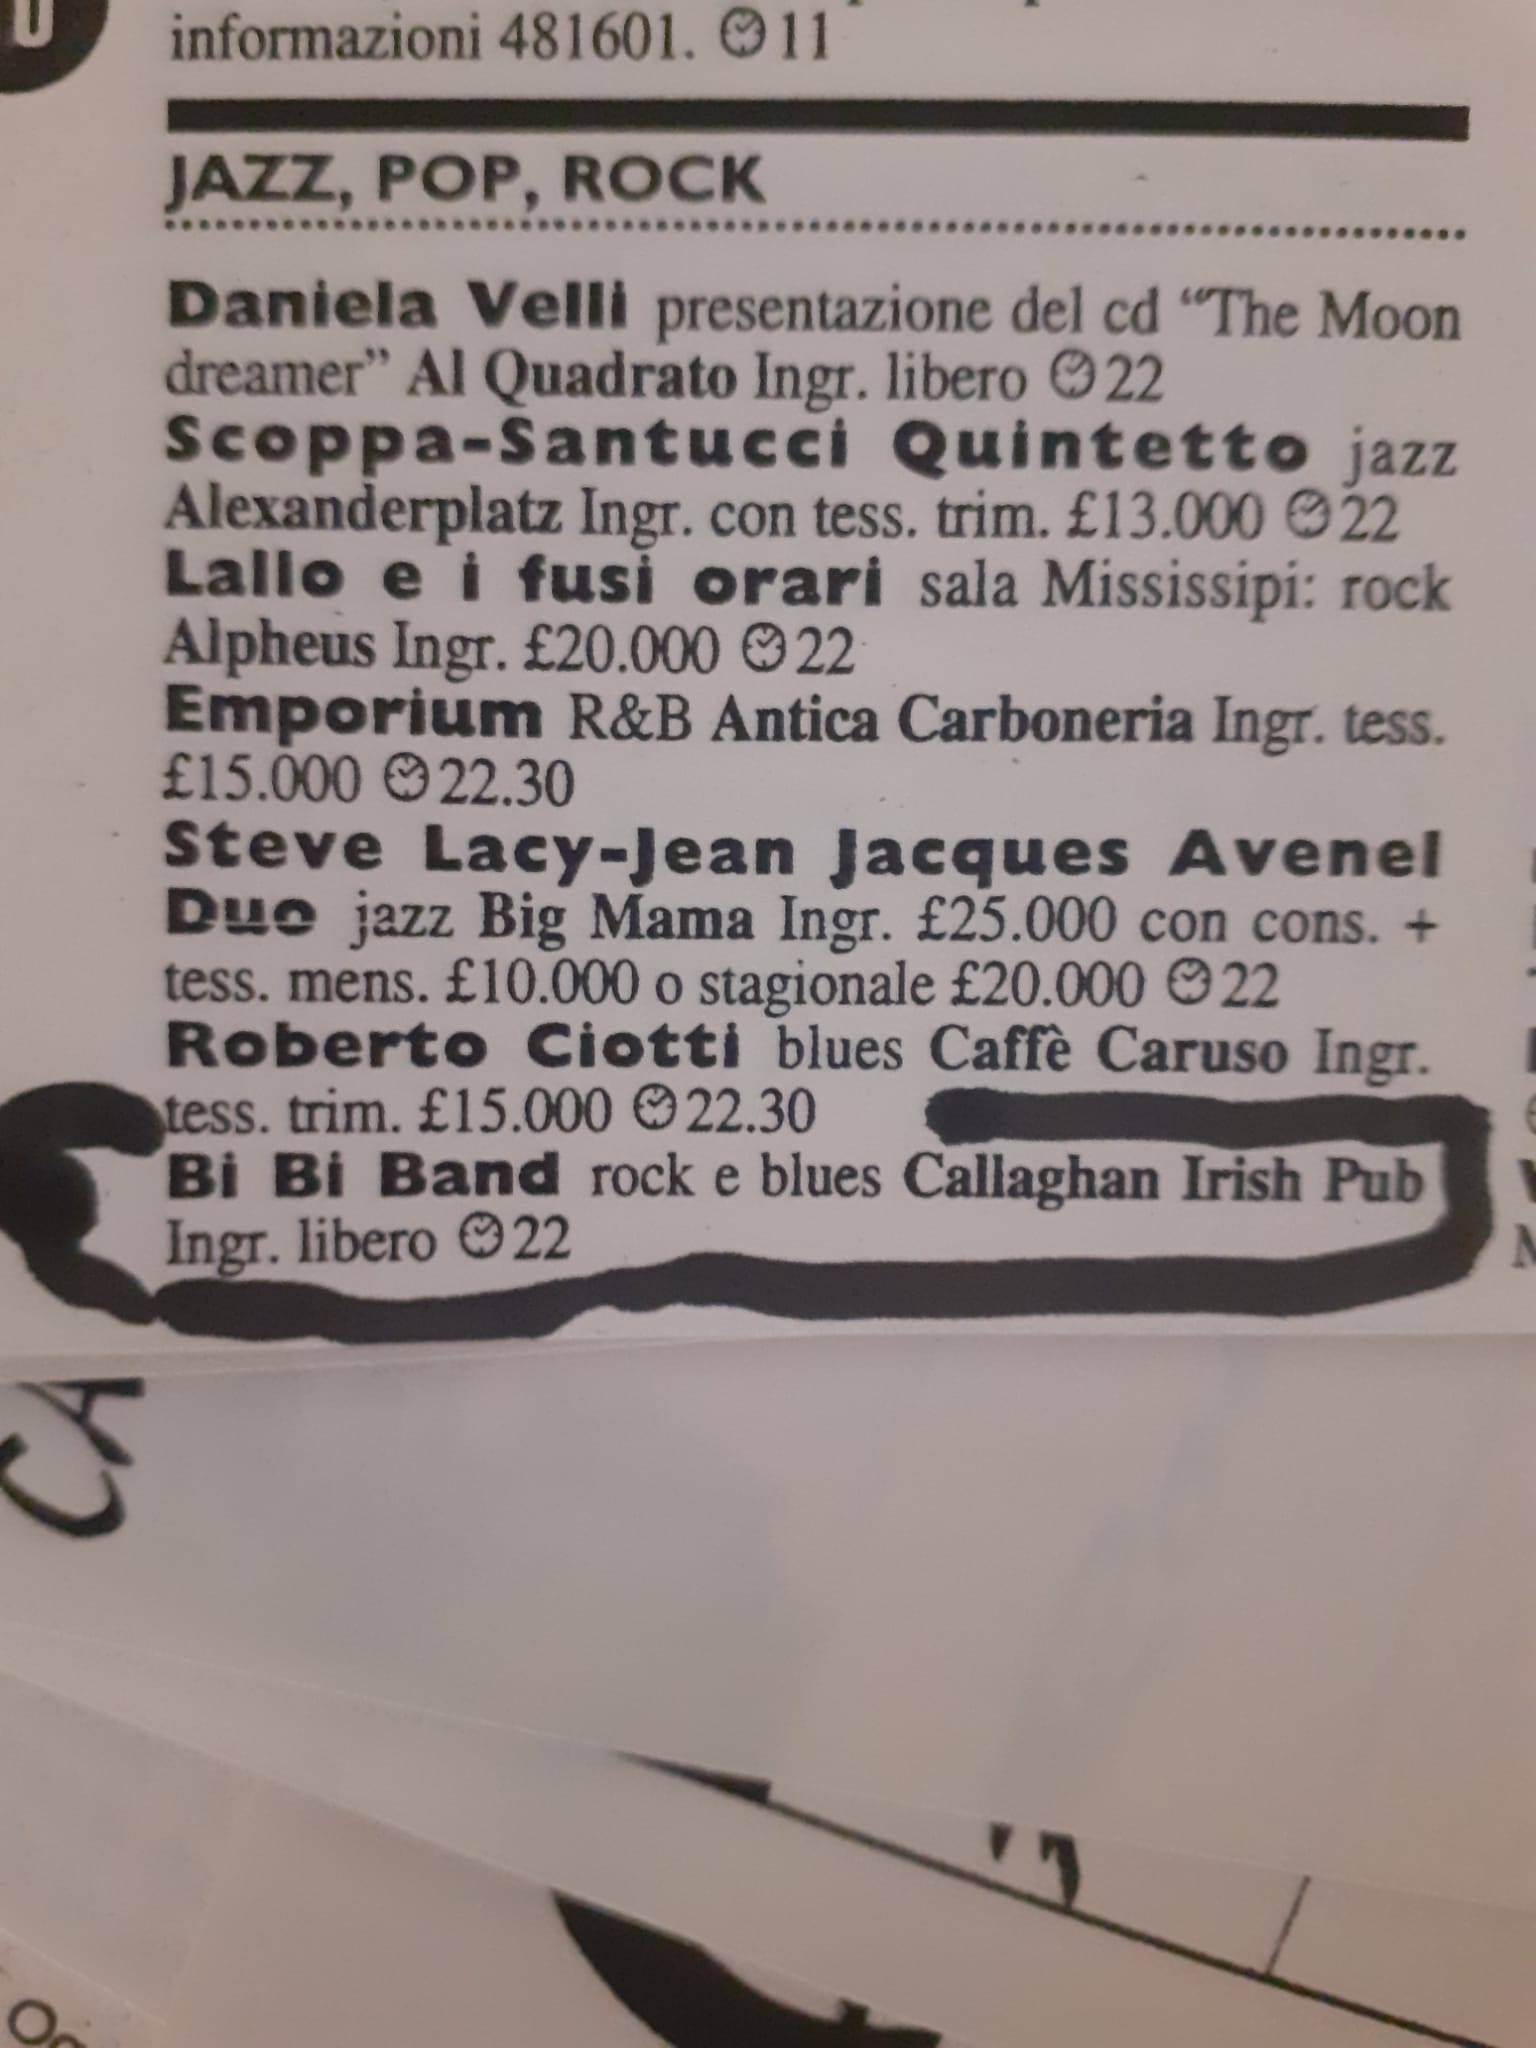 informazioni 481601. 11
JAZZ, POP, ROCK
Daniela Velli presentazione del cd “The Moon
dreamer” Al Quadrato Ingr. libero 22
Scoppa-Santucci Quintetto jazz
Alexanderplatz Ingr. con tess. trim. £13.000 22
Lallo e i fusi orari sala Mississipi: rock
Alpheus Ingr. £20.000 22
Emporium R&B Antica Carboneria Ingr. tess.
£15.000 22.30
Steve Lacy-Jean Jacques Avenel
Duo jazz Big Mama Ingr. £25.000 con cons. +
tess. mens. £10.000 o stagionale £20.000 22
Roberto Ciotti blues Caffè Caruso Ingr.
tess. trim. £15.000 22.30
Bi Bi Band rock e blues Callaghan Irish Pub
Ingr. libero 22
CA